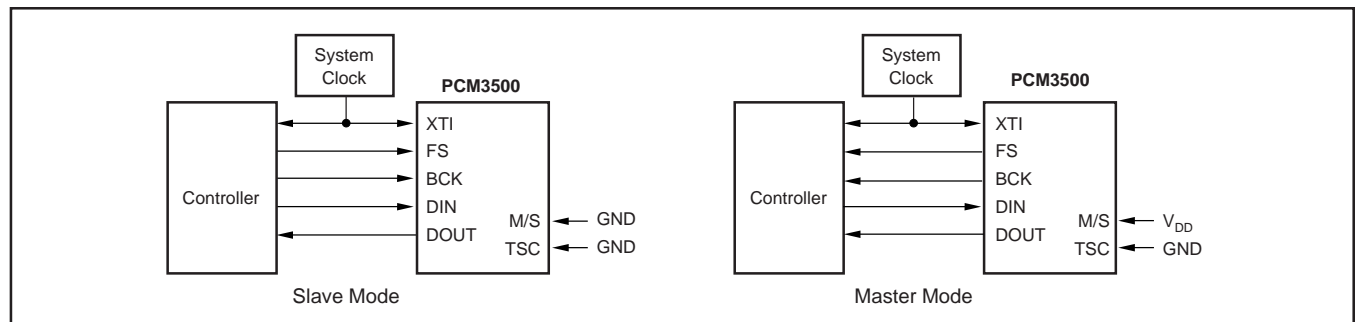 System
Clock
PCM3500
XTI
FS
BCK
Controller
DIN
M/S
GND
DOUT
TSC
GND
Slave Mode
System
Clock
PCM3500
XTI
FS
BCK
Controller
DIN
M/S
VDD
DOUT
TSC
GND
Master Mode